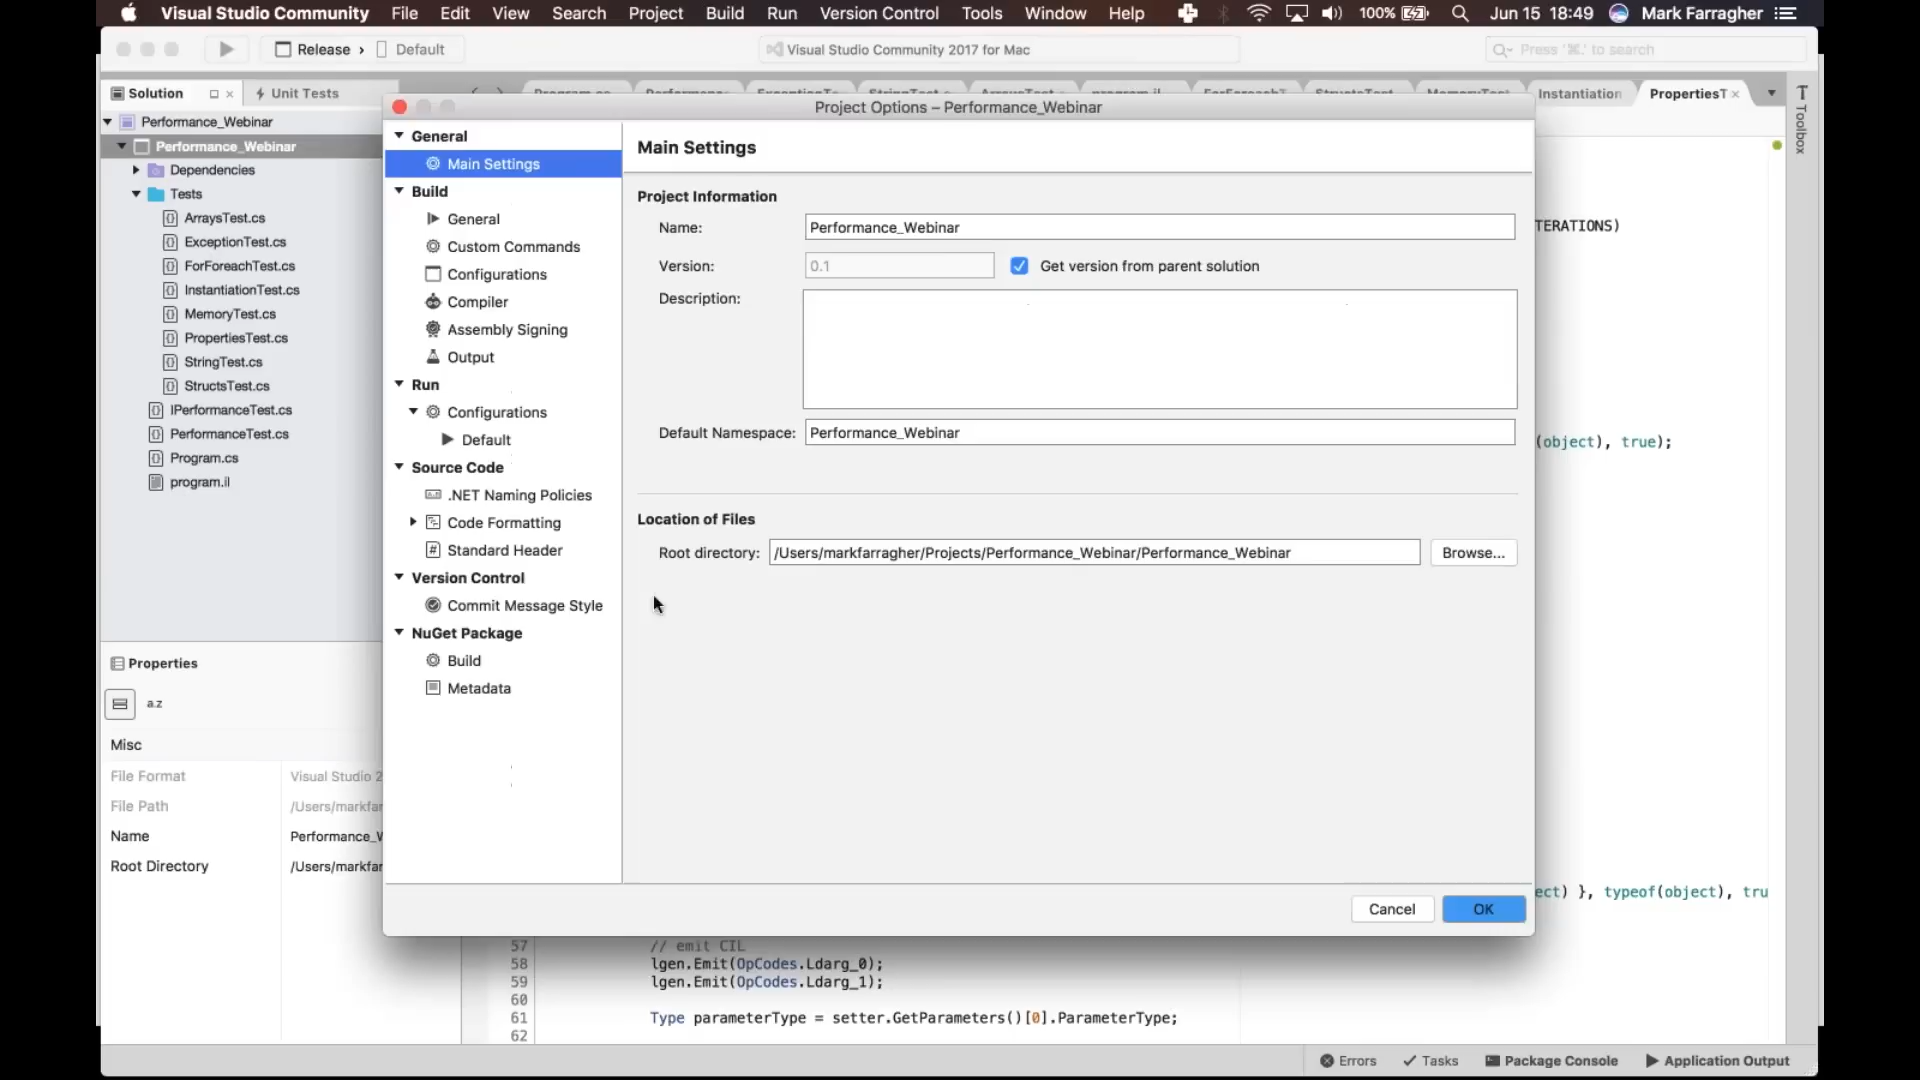 Visual Studio Community File Edit View Search Project Build Run Version Control Tools Window Help 100% Jun 15 18:49 Mark Farragher
Release › Default
Visual Studio Community 2017 for Mac
Press '⌘.' to search
Solution
Unit Tests
Instantiation
PropertiesT
Toolbox
Project Options – Performance_Webinar
Performance_Webinar
Performance_Webinar
Dependencies
Tests
ArraysTest.cs
ExceptionTest.cs
ForForeachTest.cs
InstantiationTest.cs
MemoryTest.cs
PropertiesTest.cs
StringTest.cs
StructsTest.cs
IPerformanceTest.cs
PerformanceTest.cs
Program.cs
program.il
General
Main Settings
Build
General
Custom Commands
Configurations
Compiler
Assembly Signing
Output
Run
Configurations
Default
Source Code
.NET Naming Policies
Code Formatting
Standard Header
Version Control
Commit Message Style
NuGet Package
Build
Metadata
Main Settings
Project Information
Name: Performance_Webinar
Version: 0.1 Get version from parent solution
Description:
Default Namespace: Performance_Webinar
Location of Files
Root directory: /Users/markfarragher/Projects/Performance_Webinar/Performance_Webinar Browse...
Cancel OK
TERATIONS)
(object), true);
ect) }, typeof(object), tru
Properties
a.z
Misc
File Format Visual Studio 2
File Path /Users/markfar
Name Performance_W
Root Directory /Users/markfar
57 // emit CIL
58 lgen.Emit(OpCodes.Ldarg_0);
59 lgen.Emit(OpCodes.Ldarg_1);
60
61 Type parameterType = setter.GetParameters()[0].ParameterType;
62
Errors Tasks Package Console Application Output